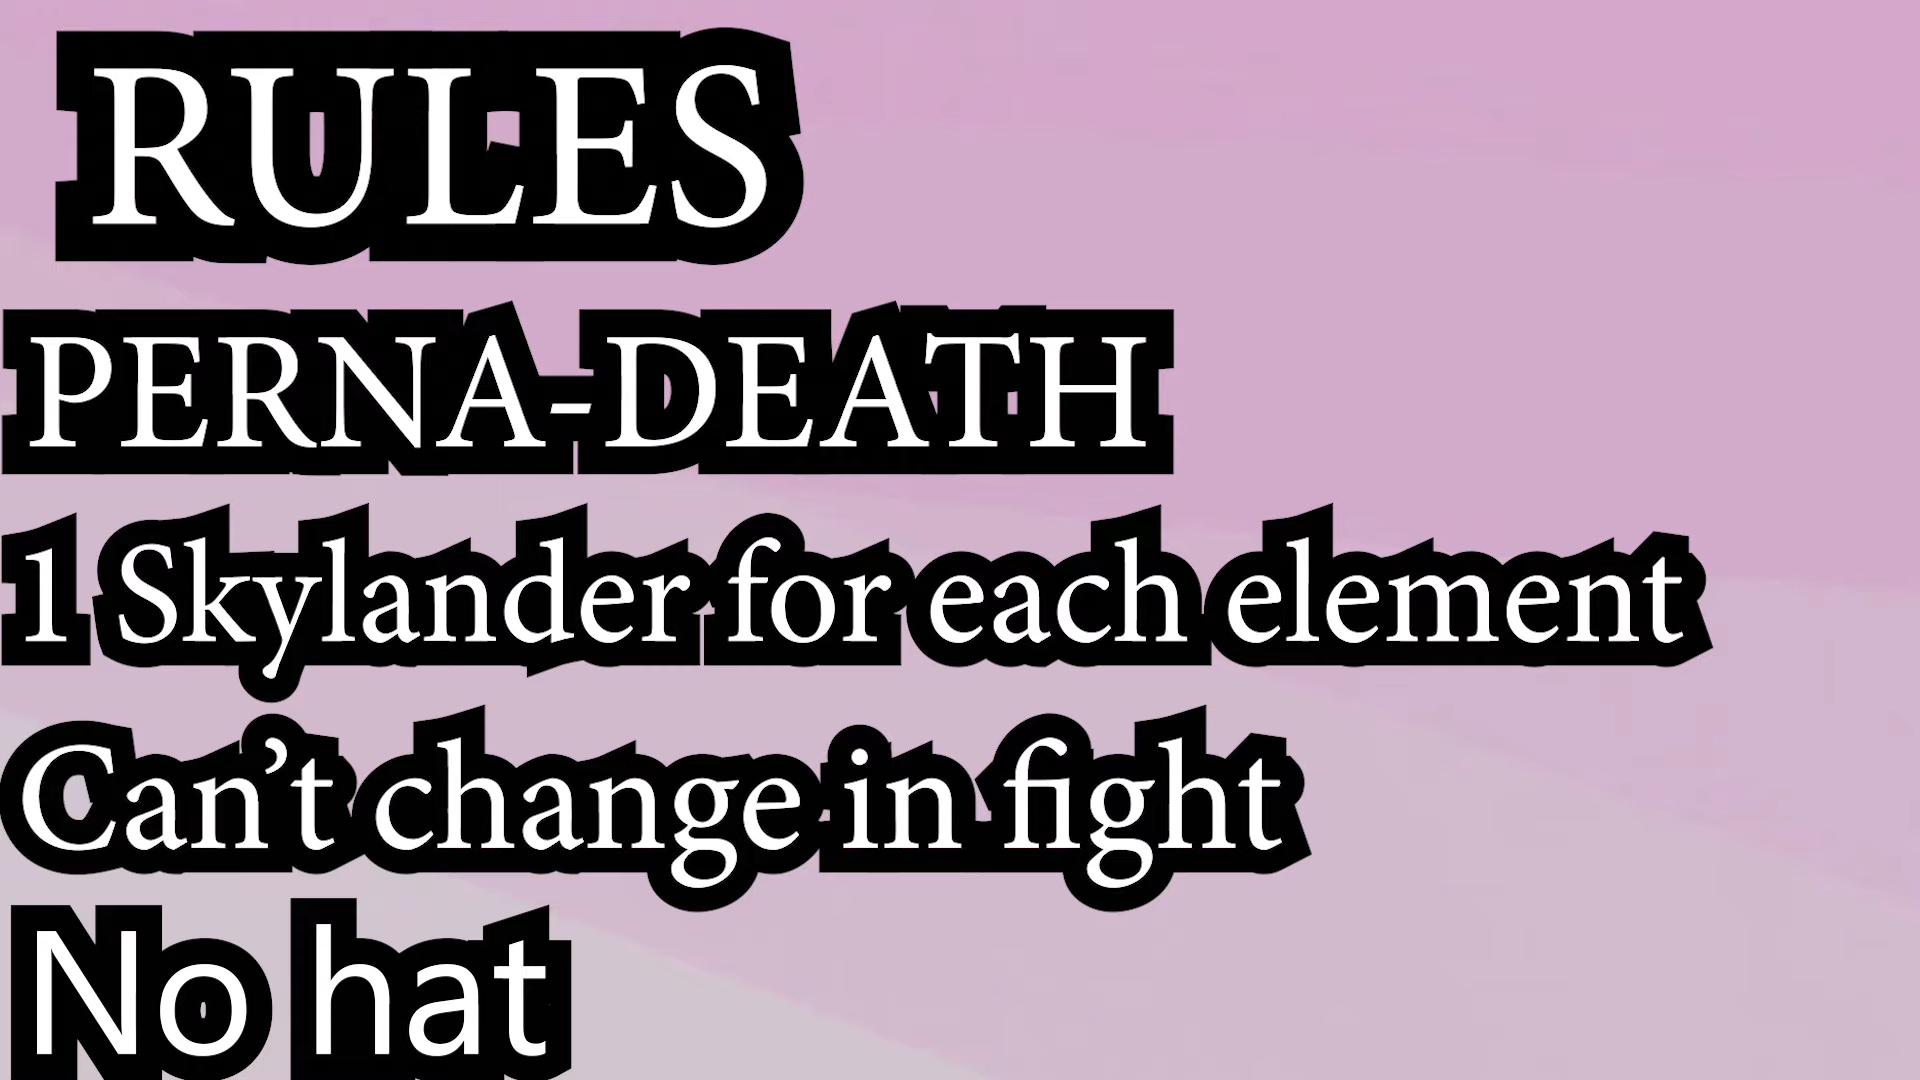 RULES
PERNA-DEATH
1 Skylander for each element
Can’t change in fight
No hat